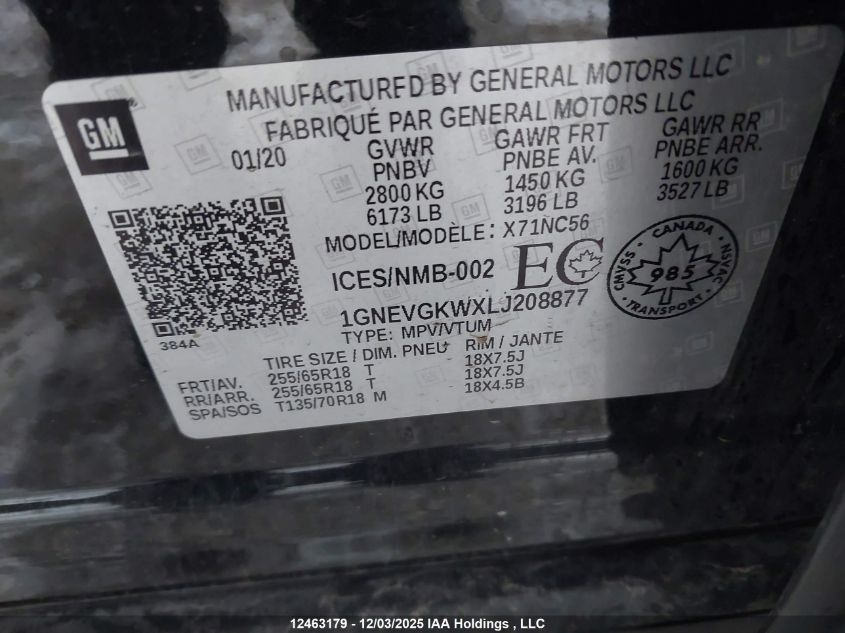 GM
MANUFACTURED BY GENERAL MOTORS LLC
FABRIQUÉ PAR GENERAL MOTORS LLC
01/20
GVWR
PNBV
2800 KG
6173 LB
GAWR FRT
PNBE AV.
1450 KG
3196 LB
GAWR RR
PNBE ARR.
1600 KG
3527 LB
MODEL/MODÈLE: X71NC56
ICES/NMB-002
EC
CANADA
CMVSS
985
NSVAC
TRANSPORT
1GNEVGKWXLJ208877
TYPE: MPV/VTUM
384A
TIRE SIZE / DIM. PNEU RIM / JANTE
FRT/AV. 255/65R18 T 18X7.5J
RR/ARR. 255/65R18 T 18X7.5J
SPA/SOS T135/70R18 M 18X4.5B
12463179 - 12/03/2025 IAA Holdings , LLC